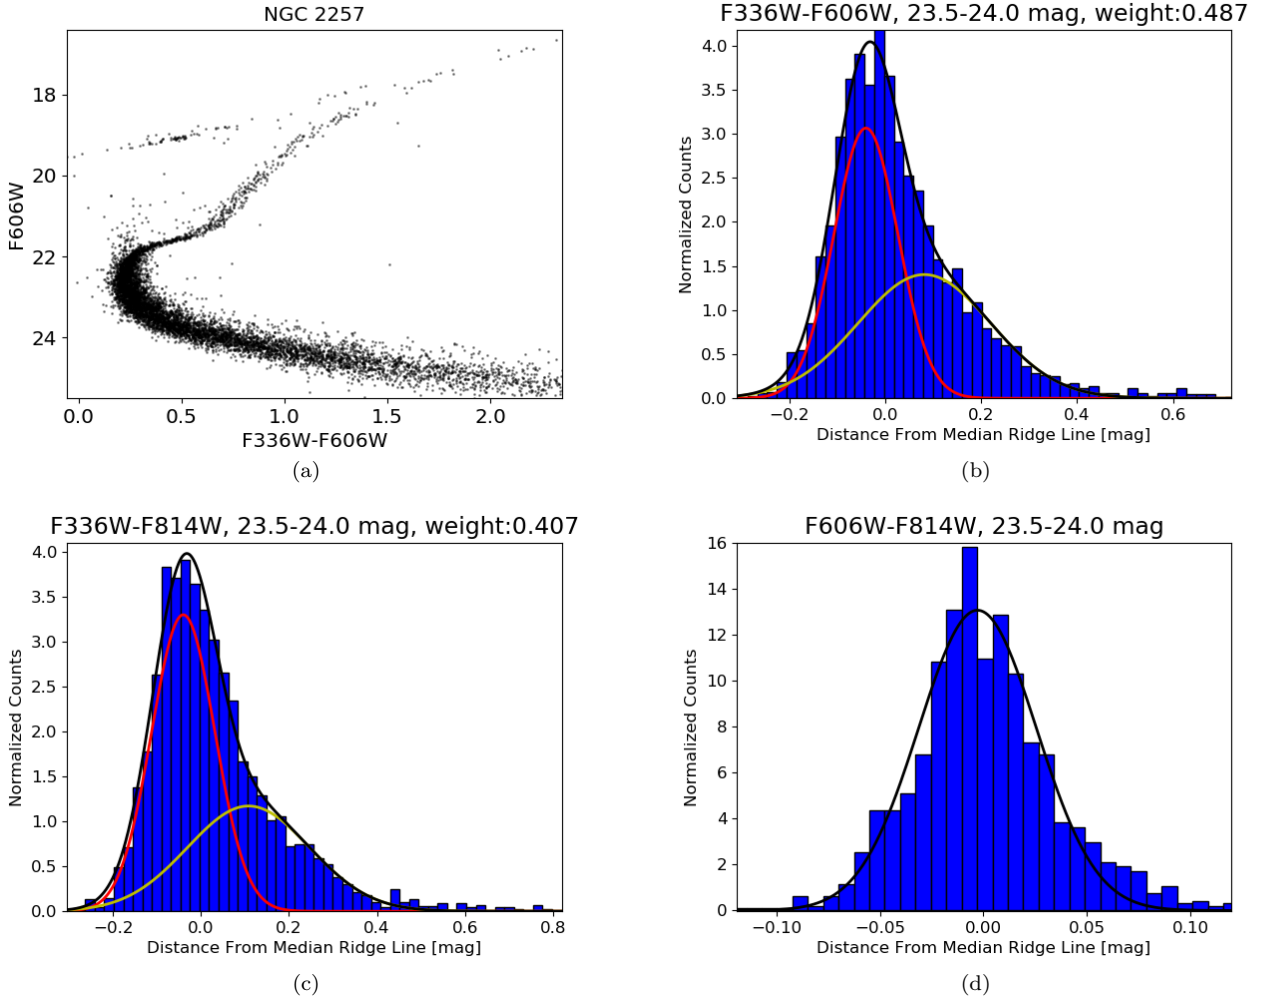 NGC 2257
18
20
22
24
F606W
0.0 0.5 1.0 1.5 2.0
F336W-F606W
(a)
F336W-F606W, 23.5-24.0 mag, weight:0.487
4.0
3.5
3.0
2.5
2.0
1.5
1.0
0.5
0.0
Normalized Counts
−0.2 0.0 0.2 0.4 0.6
Distance From Median Ridge Line [mag]
(b)
F336W-F814W, 23.5-24.0 mag, weight:0.407
4.0
3.5
3.0
2.5
2.0
1.5
1.0
0.5
0.0
Normalized Counts
−0.2 0.0 0.2 0.4 0.6 0.8
Distance From Median Ridge Line [mag]
(c)
F606W-F814W, 23.5-24.0 mag
16
14
12
10
8
6
4
2
0
Normalized Counts
−0.10 −0.05 0.00 0.05 0.10
Distance From Median Ridge Line [mag]
(d)